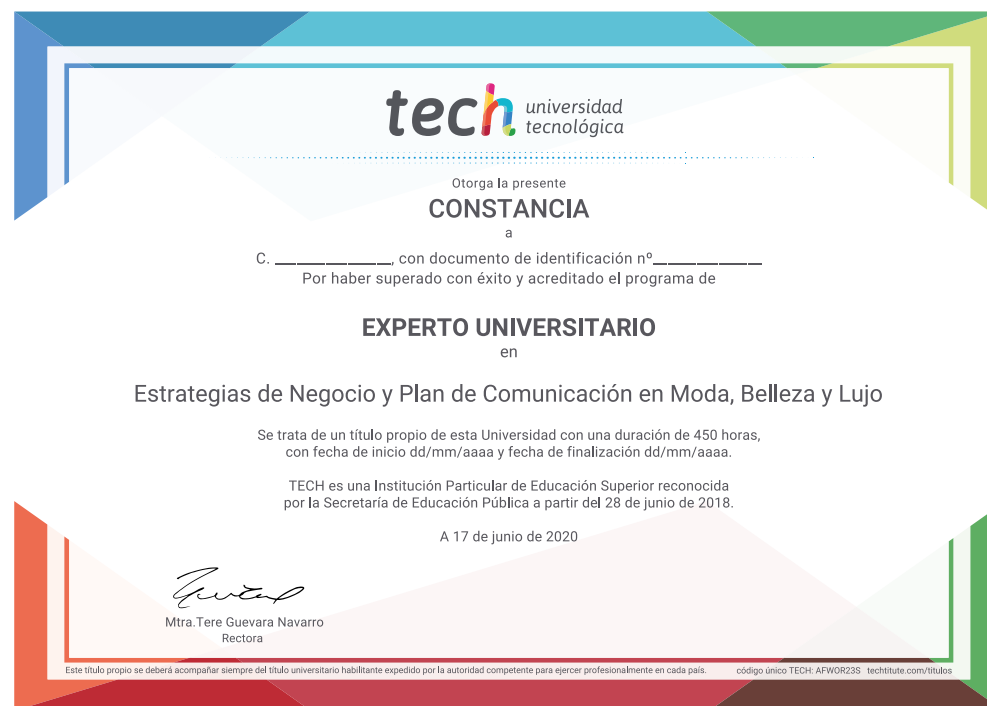 tech universidad
tecnológica
Otorga la presente
CONSTANCIA
a
C. ______________, con documento de identificación nº_____________
Por haber superado con éxito y acreditado el programa de
EXPERTO UNIVERSITARIO
en
Estrategias de Negocio y Plan de Comunicación en Moda, Belleza y Lujo
Se trata de un título propio de esta Universidad con una duración de 450 horas,
con fecha de inicio dd/mm/aaaa y fecha de finalización dd/mm/aaaa.
TECH es una Institución Particular de Educación Superior reconocida
por la Secretaría de Educación Pública a partir del 28 de junio de 2018.
A 17 de junio de 2020
Mtra.Tere Guevara Navarro
Rectora
Este título propio se deberá acompañar siempre del título universitario habilitante expedido por la autoridad competente para ejercer profesionalmente en cada país. código único TECH: AFWOR23S techtitute.com/titulos